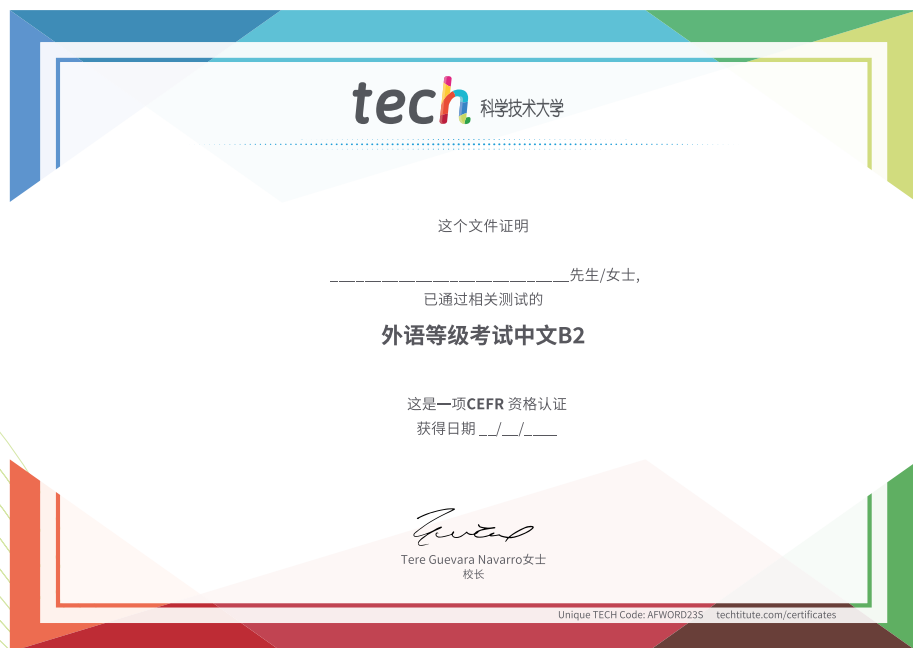 tech 科学技术大学
这个文件证明
____________________________先生/女士,
已通过相关测试的
外语等级考试中文B2
这是一项CEFR 资格认证
获得日期 __/__/____
Tere Guevara Navarro女士
校长
Unique TECH Code: AFWORD23S techtitute.com/certificates